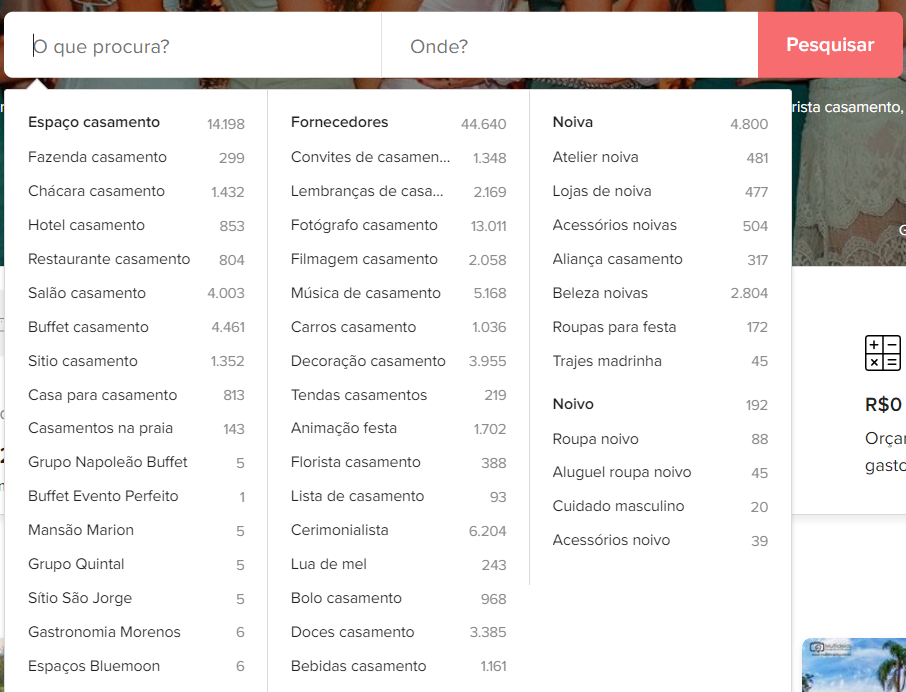 O que procura?
Onde?
Pesquisar
rista casamento,
Espaço casamento 14.198
Fazenda casamento 299
Chácara casamento 1.432
Hotel casamento 853
Restaurante casamento 804
Salão casamento 4.003
Buffet casamento 4.461
Sitio casamento 1.352
Casa para casamento 813
Casamentos na praia 143
Grupo Napoleão Buffet 5
Buffet Evento Perfeito 1
Mansão Marion 5
Grupo Quintal 5
Sítio São Jorge 5
Gastronomia Morenos 6
Espaços Bluemoon 6
Fornecedores 44.640
Convites de casamen... 1.348
Lembranças de casa... 2.169
Fotógrafo casamento 13.011
Filmagem casamento 2.058
Música de casamento 5.168
Carros casamento 1.036
Decoração casamento 3.955
Tendas casamentos 219
Animação festa 1.702
Florista casamento 388
Lista de casamento 93
Cerimonialista 6.204
Lua de mel 243
Bolo casamento 968
Doces casamento 3.385
Bebidas casamento 1.161
Noiva 4.800
Atelier noiva 481
Lojas de noiva 477
Acessórios noivas 504
Aliança casamento 317
Beleza noivas 2.804
Roupas para festa 172
Trajes madrinha 45
Noivo 192
Roupa noivo 88
Aluguel roupa noivo 45
Cuidado masculino 20
Acessórios noivo 39
R$0
Orçar
gasto